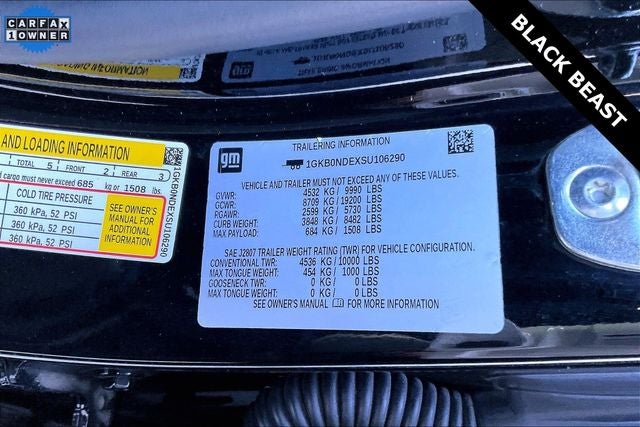 CARFAX
1 OWNER
BLACK BEAST
AND LOADING INFORMATION
TOTAL 5 FRONT 2 3
cargo must never exceed 685 kg or 1508 lbs.
COLD TIRE PRESSURE
360 kPa, 52 PSI
360 kPa, 52 PSI
360 kPa, 52 PSI
SEE OWNER'S
MANUAL FOR
ADDITIONAL
INFORMATION
1GKB0NDEXSU106290
gm
TRAILERING INFORMATION
1GKB0NDEXSU106290
VEHICLE AND TRAILER MUST NOT EXCEED ANY OF THESE VALUES.
GVWR: 4532 KG / 9990 LBS
GCWR: 8709 KG / 19200 LBS
RGAWR: 2599 KG / 5730 LBS
CURB WEIGHT: 3848 KG / 8482 LBS
MAX PAYLOAD: 684 KG / 1508 LBS
SAE J2807 TRAILER WEIGHT RATING (TWR) FOR VEHICLE CONFIGURATION.
CONVENTIONAL TWR: 4536 KG / 10000 LBS
MAX TONGUE WEIGHT: 454 KG / 1000 LBS
GOOSENECK TWR: 0 KG / 0 LBS
MAX TONGUE WEIGHT: 0 KG / 0 LBS
SEE OWNER'S MANUAL FOR MORE INFORMATION